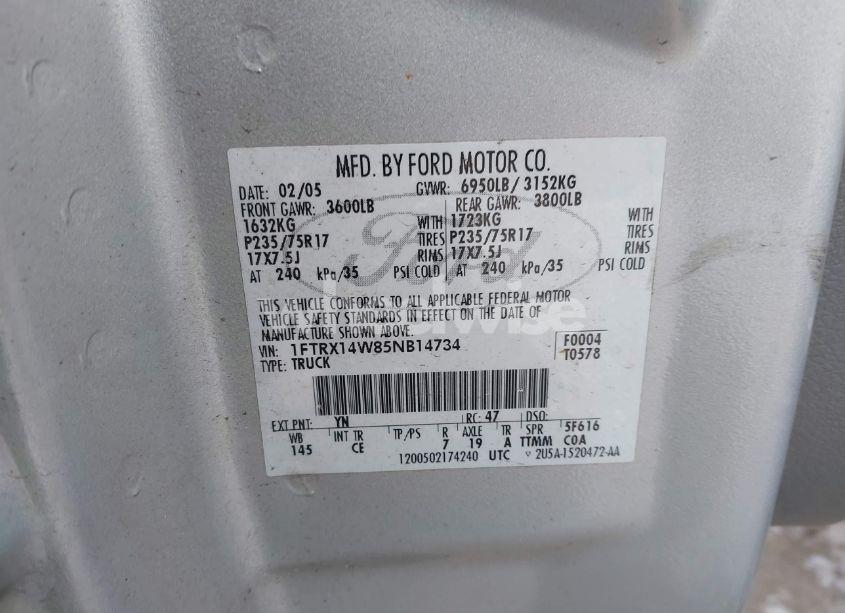 MFD. BY FORD MOTOR CO.
DATE: 02/05 GVWR: 6950LB/ 3152KG
FRONT GAWR: 3600LB REAR GAWR: 3800LB
1632KG WITH 1723KG WITH
P235/75R17 TIRES P235/75R17 TIRES
17X7.5J RIMS 17X7.5J RIMS
AT 240 kPa/35 PSI COLD AT 240 kPa/35 PSI COLD
THIS VEHICLE CONFORMS TO ALL APPLICABLE FEDERAL MOTOR
VEHICLE SAFETY STANDARDS IN EFFECT ON THE DATE OF
MANUFACTURE SHOWN ABOVE.
VIN: 1FTRX14W85NB14734 F0004
TYPE: TRUCK T0578
EXT PNT: YN RC: 47 DSO:
WB INT TR TP/PS R AXLE TR SPR 5F616
145 CE 7 19 A TTMM COA
1200502174240 UTC 2U5A-1520472-AA
Ford